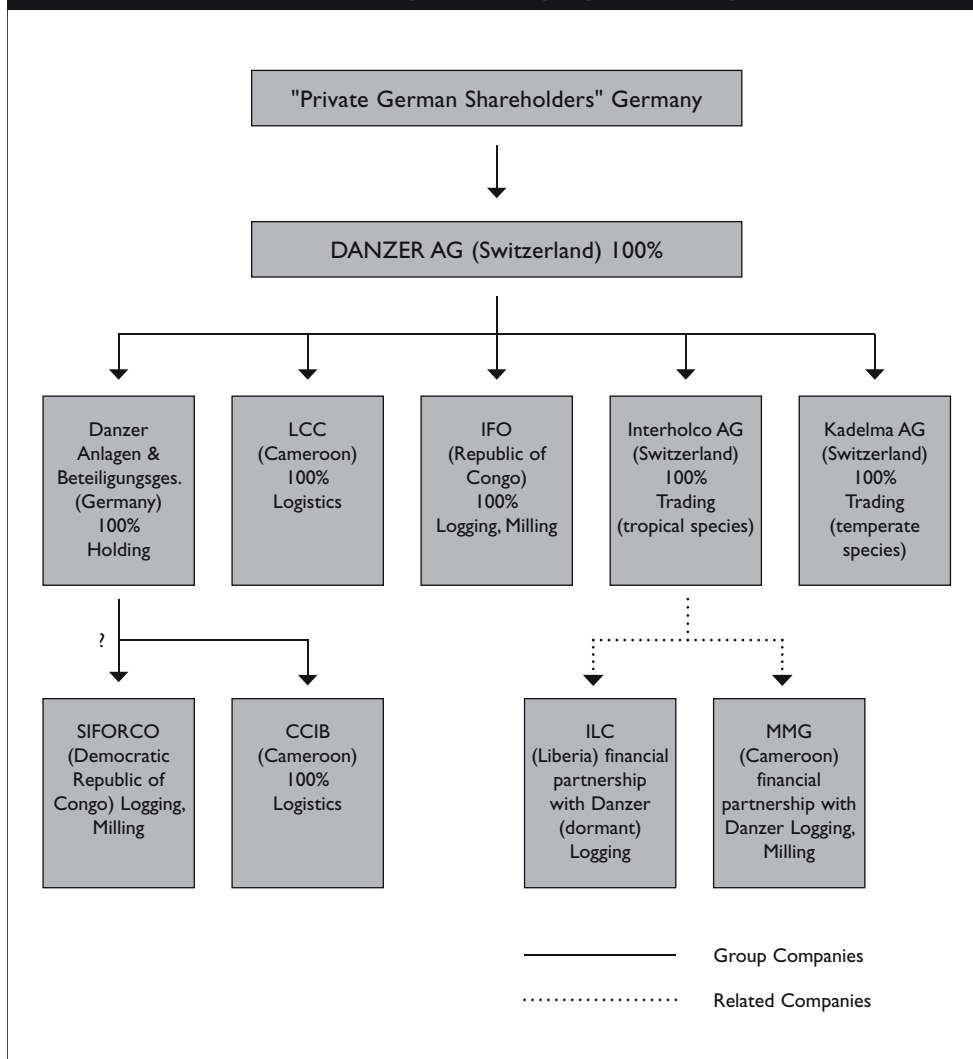 "Private German Shareholders" Germany
DANZER AG (Switzerland) 100%
Danzer
Anlagen &
Beteiligungsges.
(Germany)
100%
Holding
LCC
(Cameroon)
100%
Logistics
IFO
(Republic of
Congo)
100%
Logging, Milling
Interholco AG
(Switzerland)
100%
Trading
(tropical species)
Kadelma AG
(Switzerland)
100%
Trading
(temperate
species)
?
SIFORCO
(Democratic
Republic of
Congo) Logging,
Milling
CCIB
(Cameroon)
100%
Logistics
ILC
(Liberia) financial
partnership
with Danzer
(dormant)
Logging
MMG
(Cameroon)
financial
partnership with
Danzer Logging,
Milling
Group Companies
Related Companies